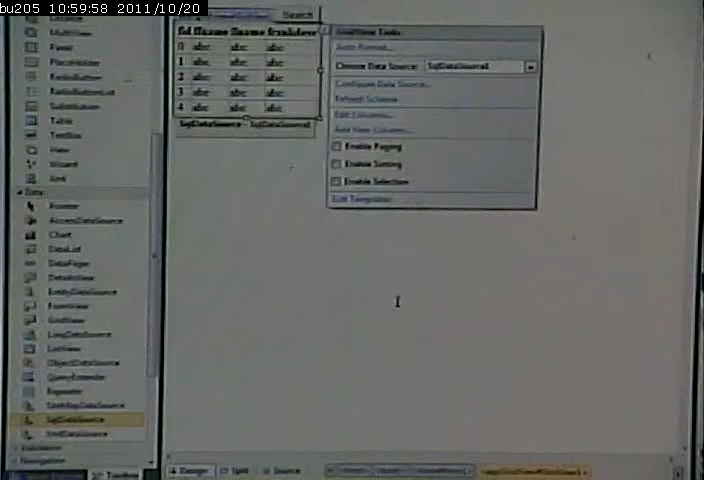 bu205 10:59:58 2011/10/20
Search
GridView Tasks
Auto Format...
Choose Data Source: SqlDataSource1
Configure Data Source...
Refresh Schema
Edit Columns...
Add New Column...
Enable Paging
Enable Sorting
Enable Selection
Edit Templates
0 abc abc abc
1 abc abc abc
2 abc abc abc
3 abc abc abc
4 abc abc abc
SqlDataSource - SqlDataSource1
MultiView
Panel
PlaceHolder
RadioButton
RadioButtonList
Substitution
Table
TextBox
View
Wizard
Xml
Data
Pointer
AccessDataSource
Chart
DataList
DataPager
DetailsView
EntityDataSource
FormView
GridView
LinqDataSource
ListView
ObjectDataSource
QueryExtender
Repeater
SiteMapDataSource
SqlDataSource
XmlDataSource
Validation
Navigation
Toolbox
Design
Split
Source